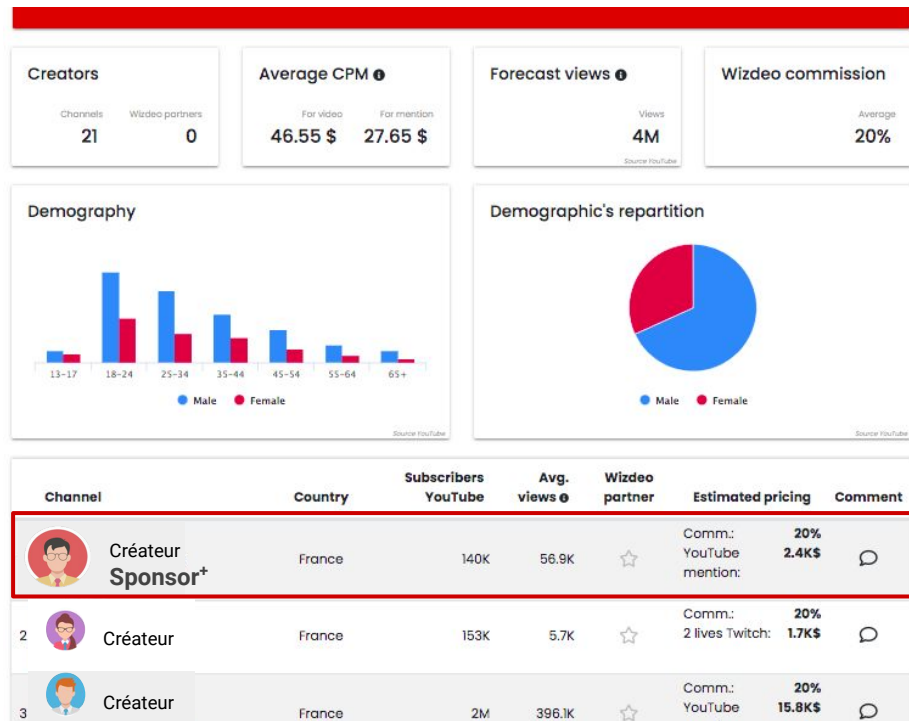 Creators
Channels Wizdeo partners
21 0
Average CPM
For video For mention
46.55 $ 27.65 $
Forecast views
Views
4M
Source YouTube
Wizdeo commission
Average
20%
Demography
13-17 18-24 25-34 35-44 45-54 55-64 65+
Male Female
Source YouTube
Demographic's repartition
Male Female
Source YouTube
Channel Country Subscribers YouTube Avg. views Wizdeo partner Estimated pricing Comment
Créateur
Sponsor+
France 140K 56.9K
Comm.: 20%
YouTube 2.4K$
mention:
2 Créateur France 153K 5.7K
Comm.: 20%
2 lives Twitch: 1.7K$
3 Créateur France 2M 396.1K
Comm.: 20%
YouTube 15.8K$